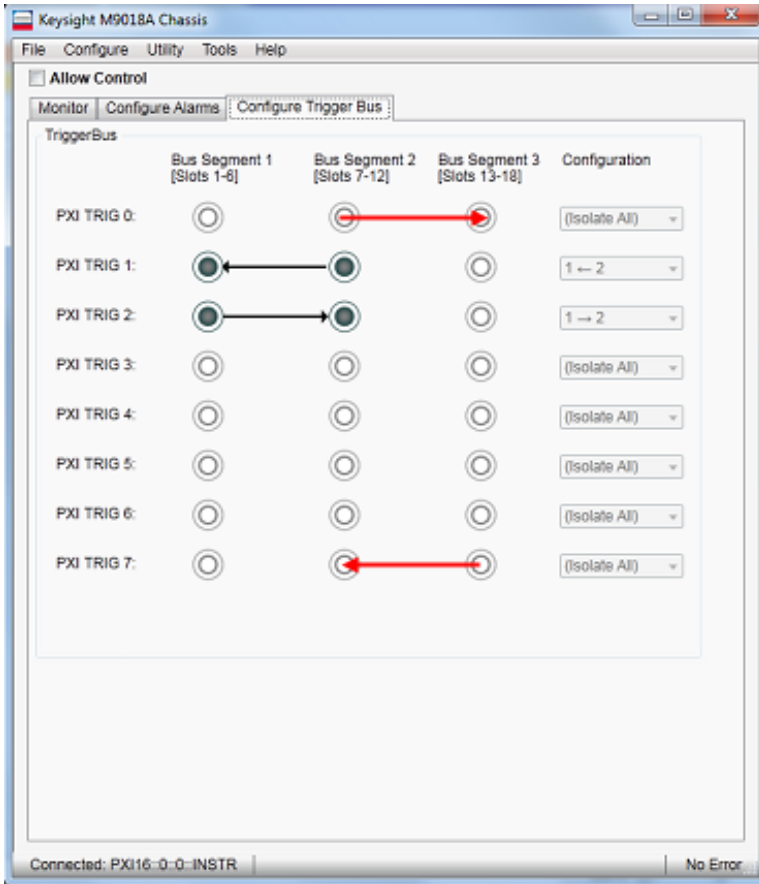 Keysight M9018A Chassis
File Configure Utility Tools Help
Allow Control
Monitor Configure Alarms Configure Trigger Bus
TriggerBus
Bus Segment 1 Bus Segment 2 Bus Segment 3 Configuration
[Slots 1-6] [Slots 7-12] [Slots 13-18]
PXI TRIG 0: (Isolate All)
PXI TRIG 1: 1 ← 2
PXI TRIG 2: 1 → 2
PXI TRIG 3: (Isolate All)
PXI TRIG 4: (Isolate All)
PXI TRIG 5: (Isolate All)
PXI TRIG 6: (Isolate All)
PXI TRIG 7: (Isolate All)
Connected: PXI16::0::0::INSTR No Error